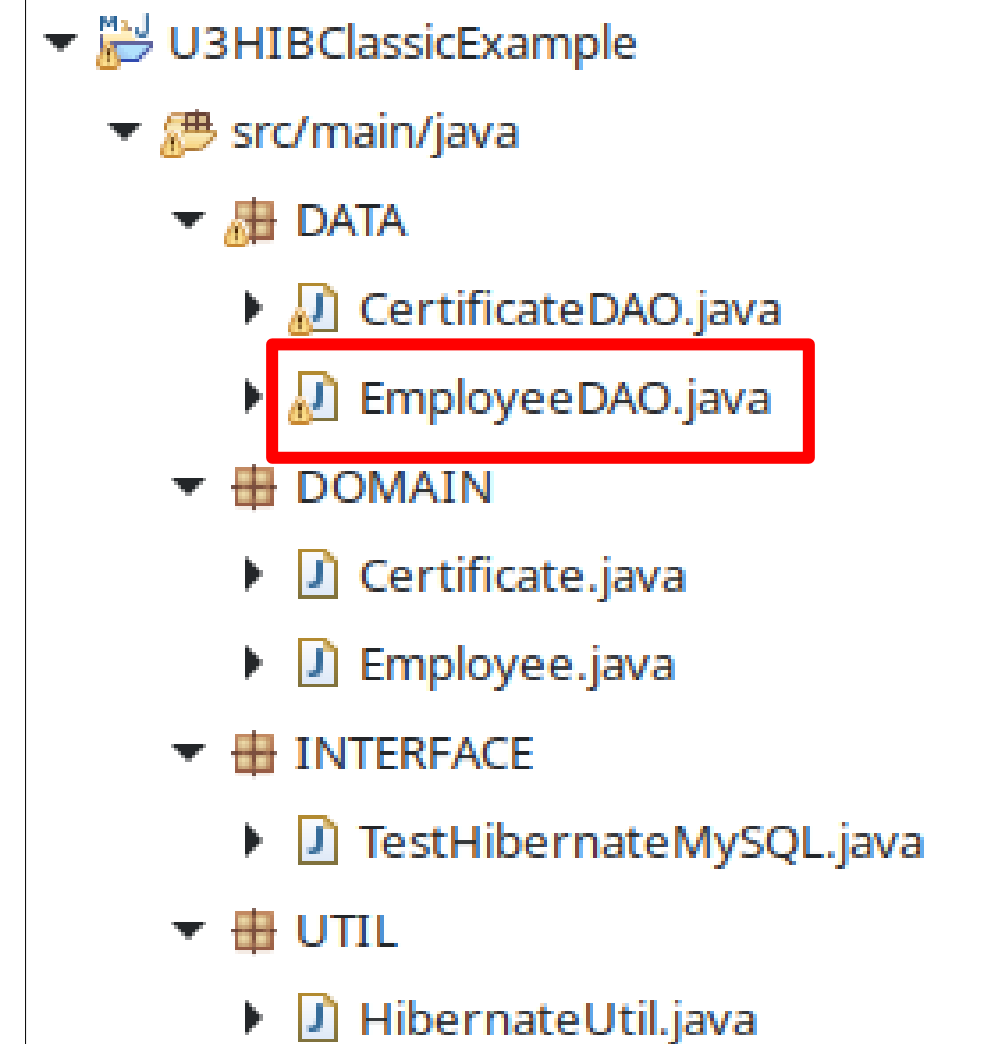 U3HIBClassicExample
src/main/java
DATA
CertificateDAO.java
EmployeeDAO.java
DOMAIN
Certificate.java
Employee.java
INTERFACE
TestHibernateMySQL.java
UTIL
HibernateUtil.java